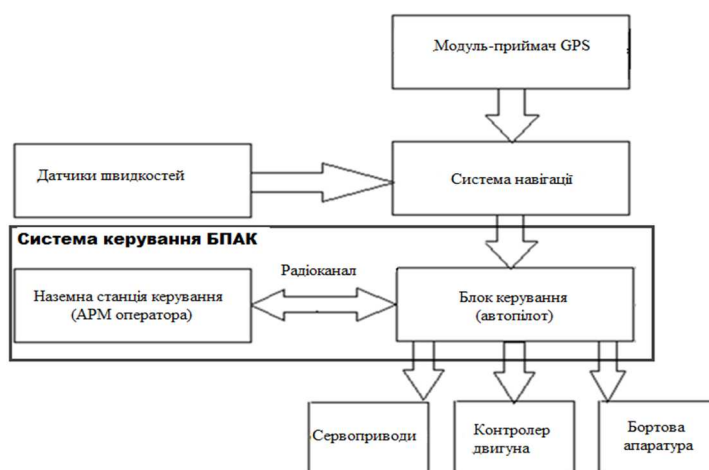 Модуль-приймач GPS
Датчики швидкостей
Система навігації
Система керування БПАК
Радіоканал
Наземна станція керування
(АРМ оператора)
Блок керування
(автопілот)
Сервоприводи
Контролер
двигуна
Бортова
апаратура